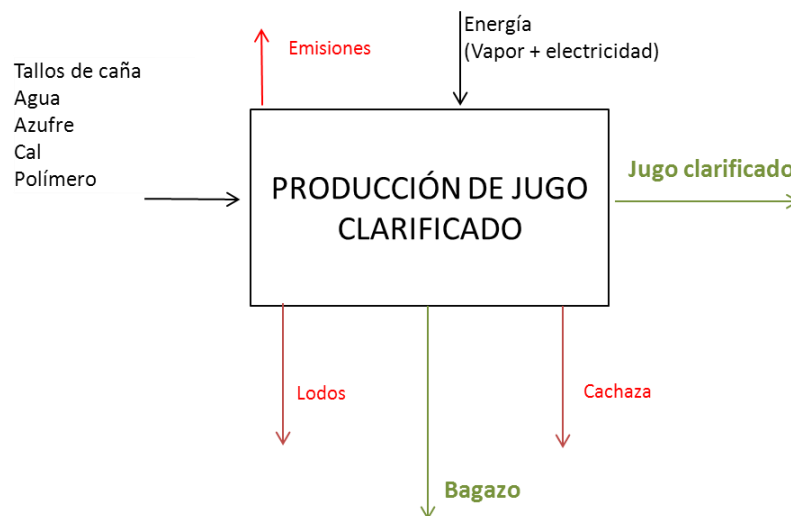 Emisiones
Energía
(Vapor + electricidad)
Tallos de caña
Agua
Azufre
Cal
Polímero
PRODUCCIÓN DE JUGO
CLARIFICADO
Jugo clarificado
Lodos
Cachaza
Bagazo